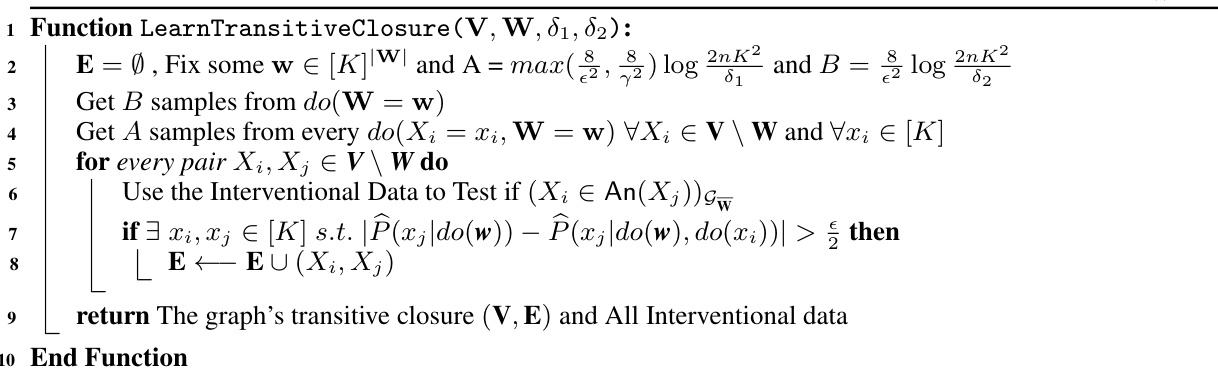 1 Function LearnTransitiveClosure(V, W, δ₁, δ₂):
2 E = ∅ , Fix some w ∈ [K]^{|W|} and A = max(8/ϵ², 8/γ²) log 2nK²/δ₁ and B = 8/ϵ² log 2nK²/δ₂
3 Get B samples from do(W = w)
4 Get A samples from every do(Xᵢ = xᵢ, W = w) ∀Xᵢ ∈ V \ W and ∀xᵢ ∈ [K]
5 for every pair Xᵢ, Xⱼ ∈ V \ W do
6 Use the Interventional Data to Test if (Xᵢ ∈ An(Xⱼ))_{𝒢_{W̅}}
7 if ∃ xᵢ, xⱼ ∈ [K] s.t. |P̂(xⱼ|do(w)) − P̂(xⱼ|do(w), do(xᵢ))| > ϵ/2 then
8 E ⟵ E ∪ (Xᵢ, Xⱼ)
9 return The graph's transitive closure (V, E) and All Interventional data
10 End Function